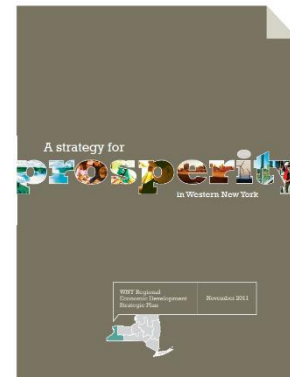 A strategy for
prosperity
in Western New York
WNY Regional
Economic Development
Strategic Plan
November 2011